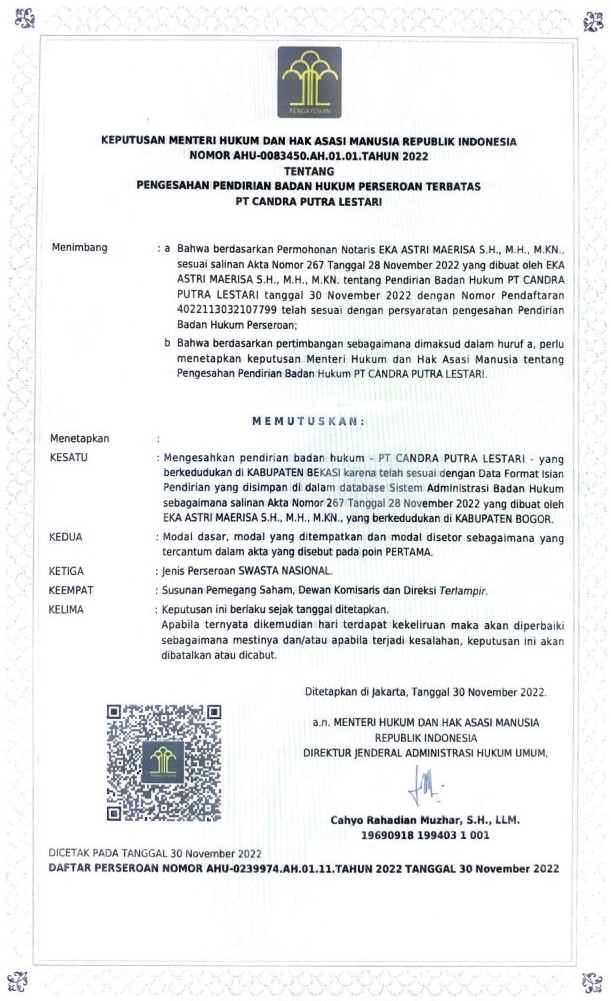 PENGAYOMAN
KEPUTUSAN MENTERI HUKUM DAN HAK ASASI MANUSIA REPUBLIK INDONESIA
NOMOR AHU-0083450.AH.01.01.TAHUN 2022
TENTANG
PENGESAHAN PENDIRIAN BADAN HUKUM PERSEROAN TERBATAS
PT CANDRA PUTRA LESTARI
Menimbang : a Bahwa berdasarkan Permohonan Notaris EKA ASTRI MAERISA S.H., M.H., M.KN.,
sesuai salinan Akta Nomor 267 Tanggal 28 November 2022 yang dibuat oleh EKA
ASTRI MAERISA S.H., M.H., M.KN. tentang Pendirian Badan Hukum PT CANDRA
PUTRA LESTARI tanggal 30 November 2022 dengan Nomor Pendaftaran
4022113032107799 telah sesuai dengan persyaratan pengesahan Pendirian
Badan Hukum Perseroan;
b Bahwa berdasarkan pertimbangan sebagaimana dimaksud dalam huruf a, perlu
menetapkan keputusan Menteri Hukum dan Hak Asasi Manusia tentang
Pengesahan Pendirian Badan Hukum PT CANDRA PUTRA LESTARI.
MEMUTUSKAN:
Menetapkan :
KESATU : Mengesahkan pendirian badan hukum - PT CANDRA PUTRA LESTARI - yang
berkedudukan di KABUPATEN BEKASI karena telah sesuai dengan Data Format Isian
Pendirian yang disimpan di dalam database Sistem Administrasi Badan Hukum
sebagaimana salinan Akta Nomor 267 Tanggal 28 November 2022 yang dibuat oleh
EKA ASTRI MAERISA S.H., M.H., M.KN., yang berkedudukan di KABUPATEN BOGOR.
KEDUA : Modal dasar, modal yang ditempatkan dan modal disetor sebagaimana yang
tercantum dalam akta yang disebut pada poin PERTAMA.
KETIGA : Jenis Perseroan SWASTA NASIONAL.
KEEMPAT : Susunan Pemegang Saham, Dewan Komisaris dan Direksi Terlampir.
KELIMA : Keputusan ini berlaku sejak tanggal ditetapkan.
Apabila ternyata dikemudian hari terdapat kekeliruan maka akan diperbaiki
sebagaimana mestinya dan/atau apabila terjadi kesalahan, keputusan ini akan
dibatalkan atau dicabut.
Ditetapkan di Jakarta, Tanggal 30 November 2022.
a.n. MENTERI HUKUM DAN HAK ASASI MANUSIA
REPUBLIK INDONESIA
DIREKTUR JENDERAL ADMINISTRASI HUKUM UMUM,
Cahyo Rahadian Muzhar, S.H., LLM.
19690918 199403 1 001
DICETAK PADA TANGGAL 30 November 2022
DAFTAR PERSEROAN NOMOR AHU-0239974.AH.01.11.TAHUN 2022 TANGGAL 30 November 2022